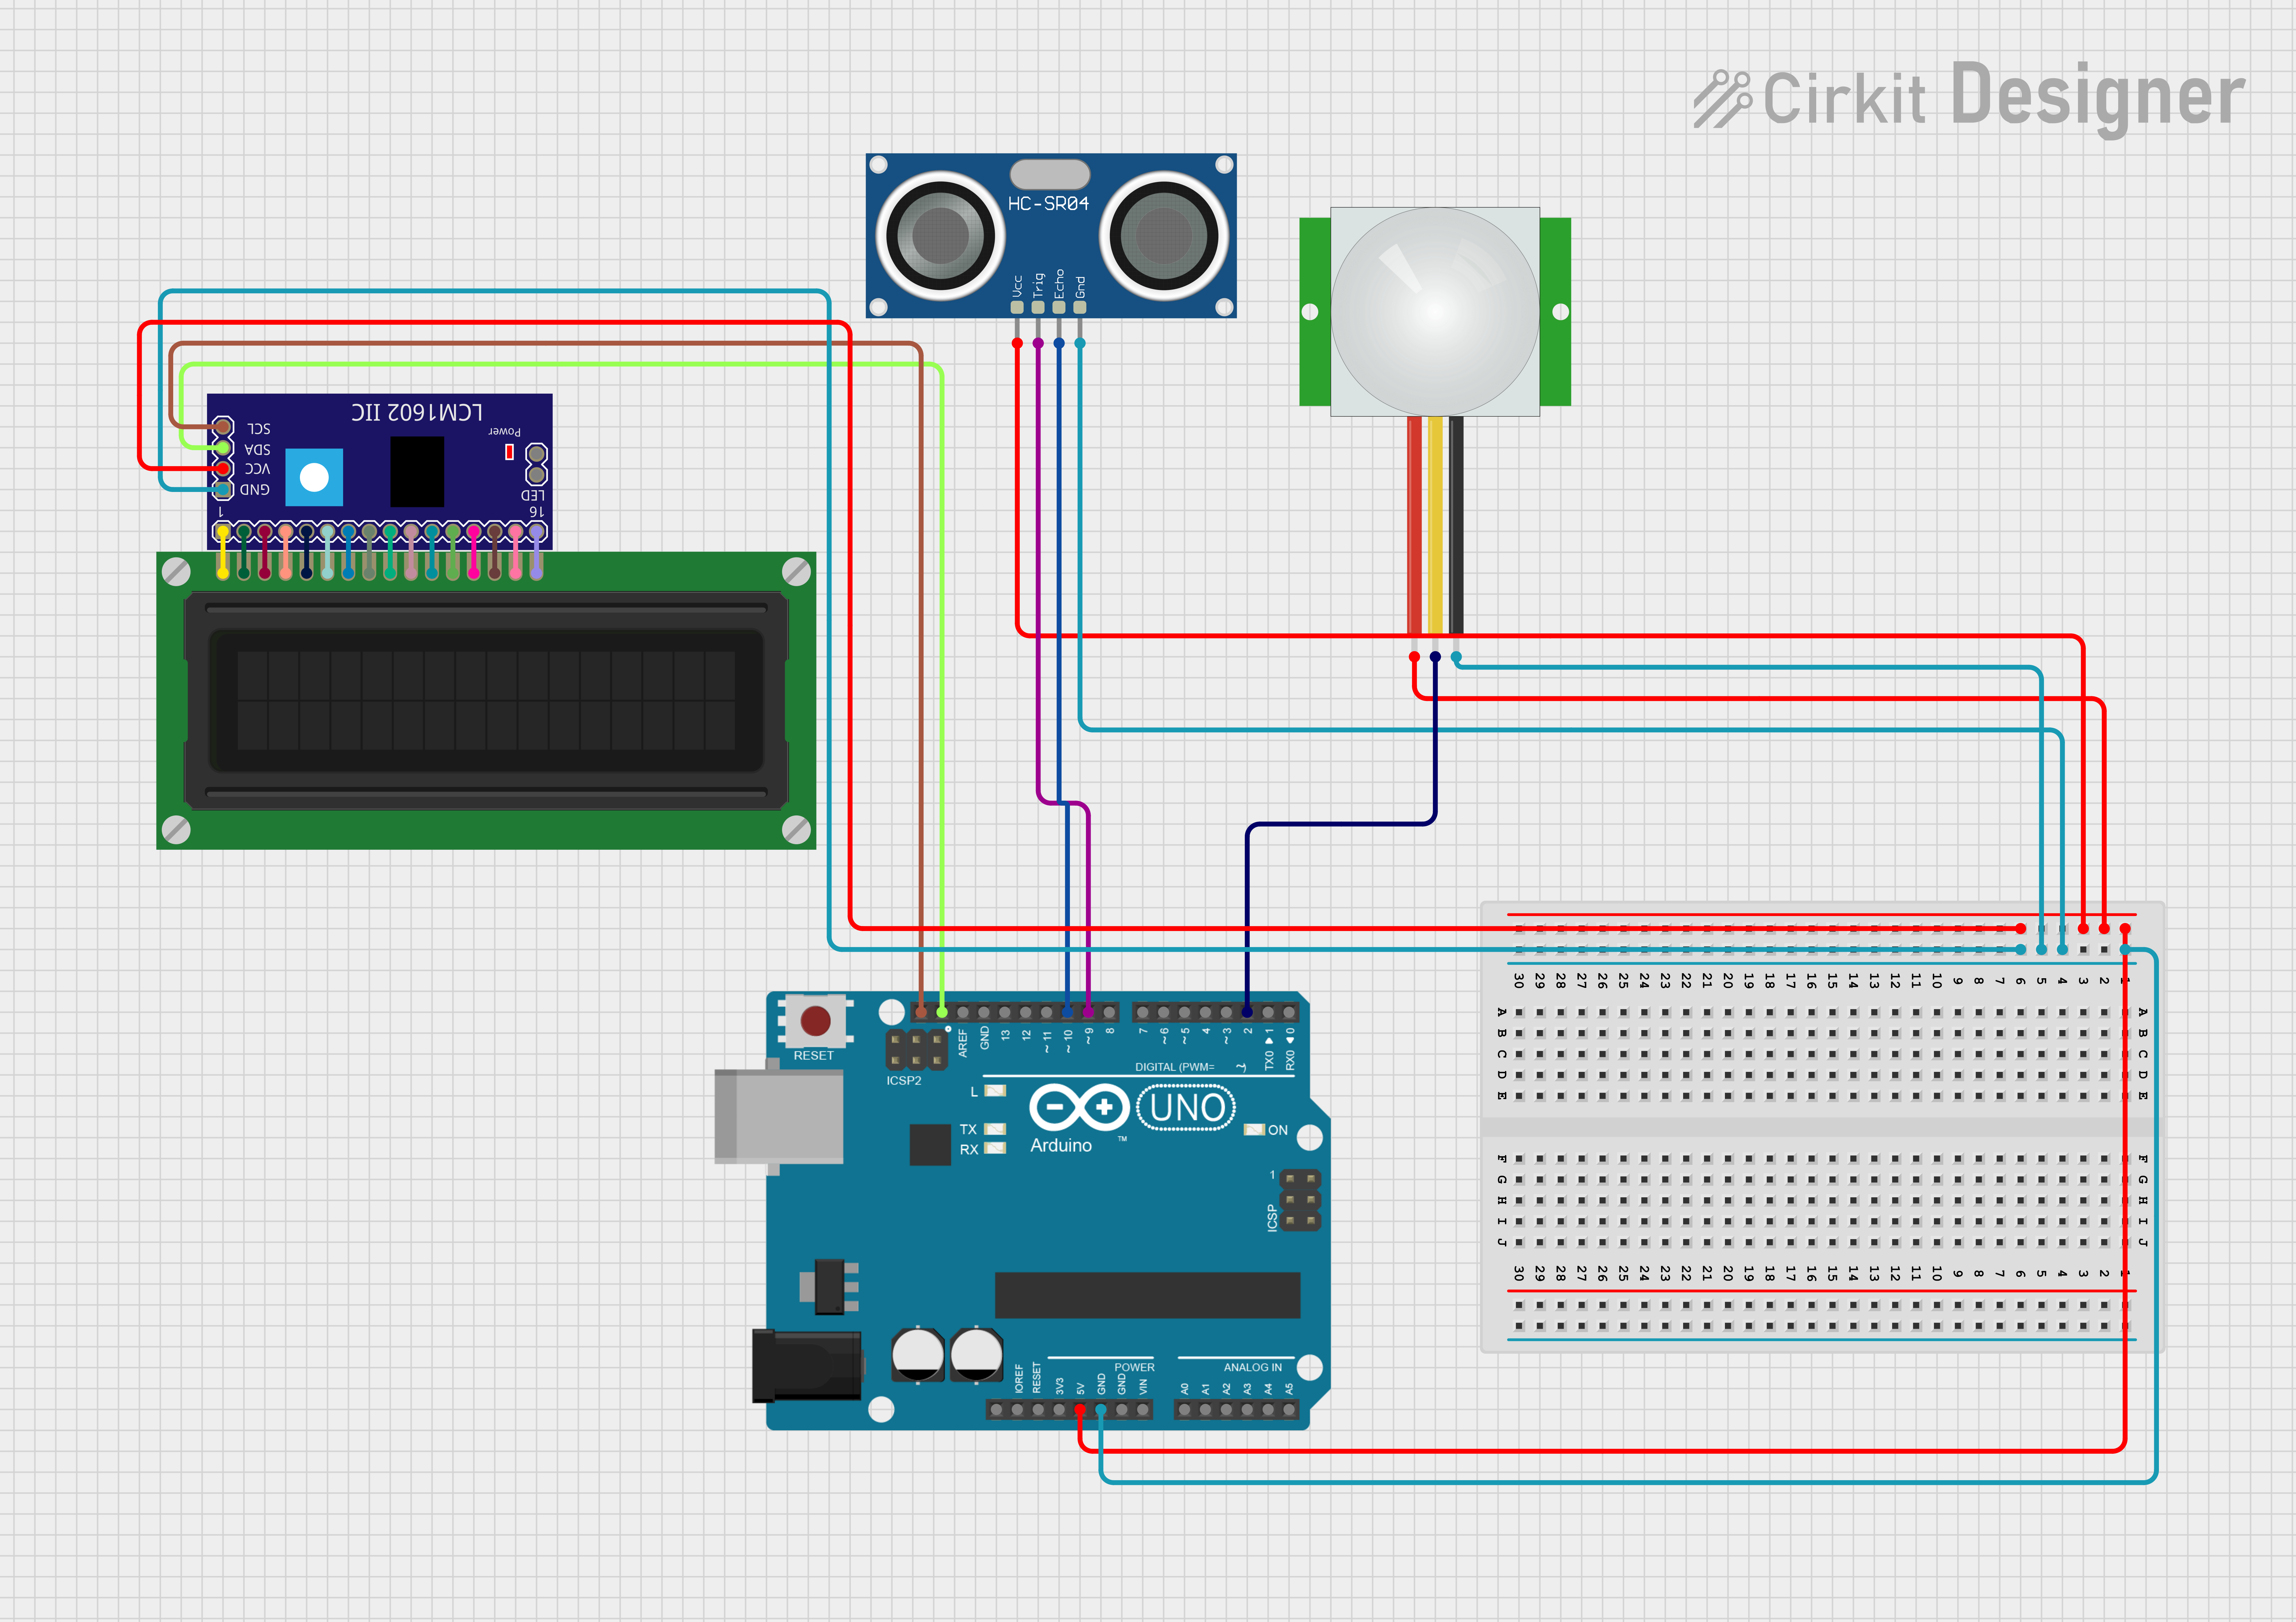 Cirkit Designer
HC-SR04
Vcc Trig Echo Gnd
LCM1602 IIC
Power
SCL
SDA
VCC
GND
LED
1 16
30 29 28 27 26 25 24 23 22 21 20 19 18 17 16 15 14 13 12 11 10 9 8 7 6 5 4 3 2 1
A A
B B
C C
D D
E E
F F
G G
H H
I I
J J
30 29 28 27 26 25 24 23 22 21 20 19 18 17 16 15 14 13 12 11 10 9 8 7 6 5 4 3 2 1
RESET
ICSP2
AREF GND 13 12 ~11 ~10 ~9 8 7 ~6 ~5 4 ~3 2 TX0 ▶ 1 RX0 ◀ 0
DIGITAL (PWM= ~)
L
TX
RX
UNO
Arduino ™
ON
1
ICSP
POWER ANALOG IN
IOREF RESET 3V3 5V GND GND VIN A0 A1 A2 A3 A4 A5